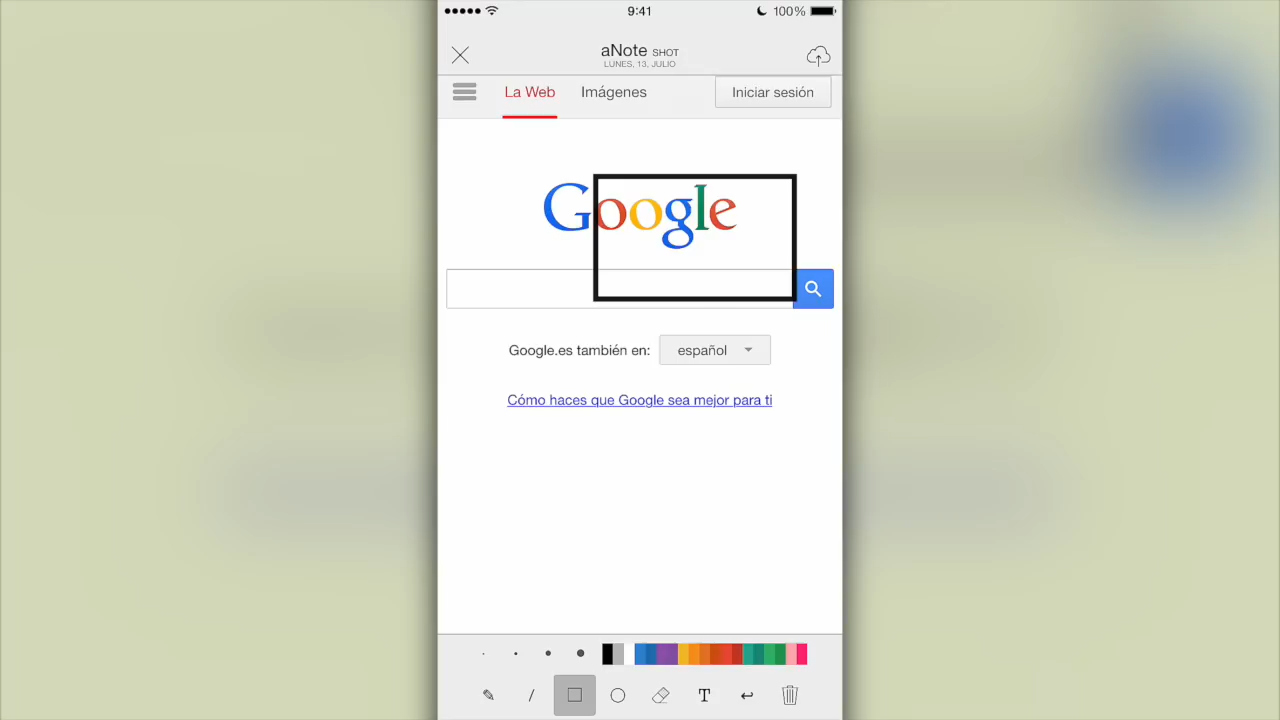 9:41
100%
aNote SHOT
LUNES, 13, JULIO
La Web Imágenes Iniciar sesión
Google
Google.es también en: español
Cómo haces que Google sea mejor para ti
T